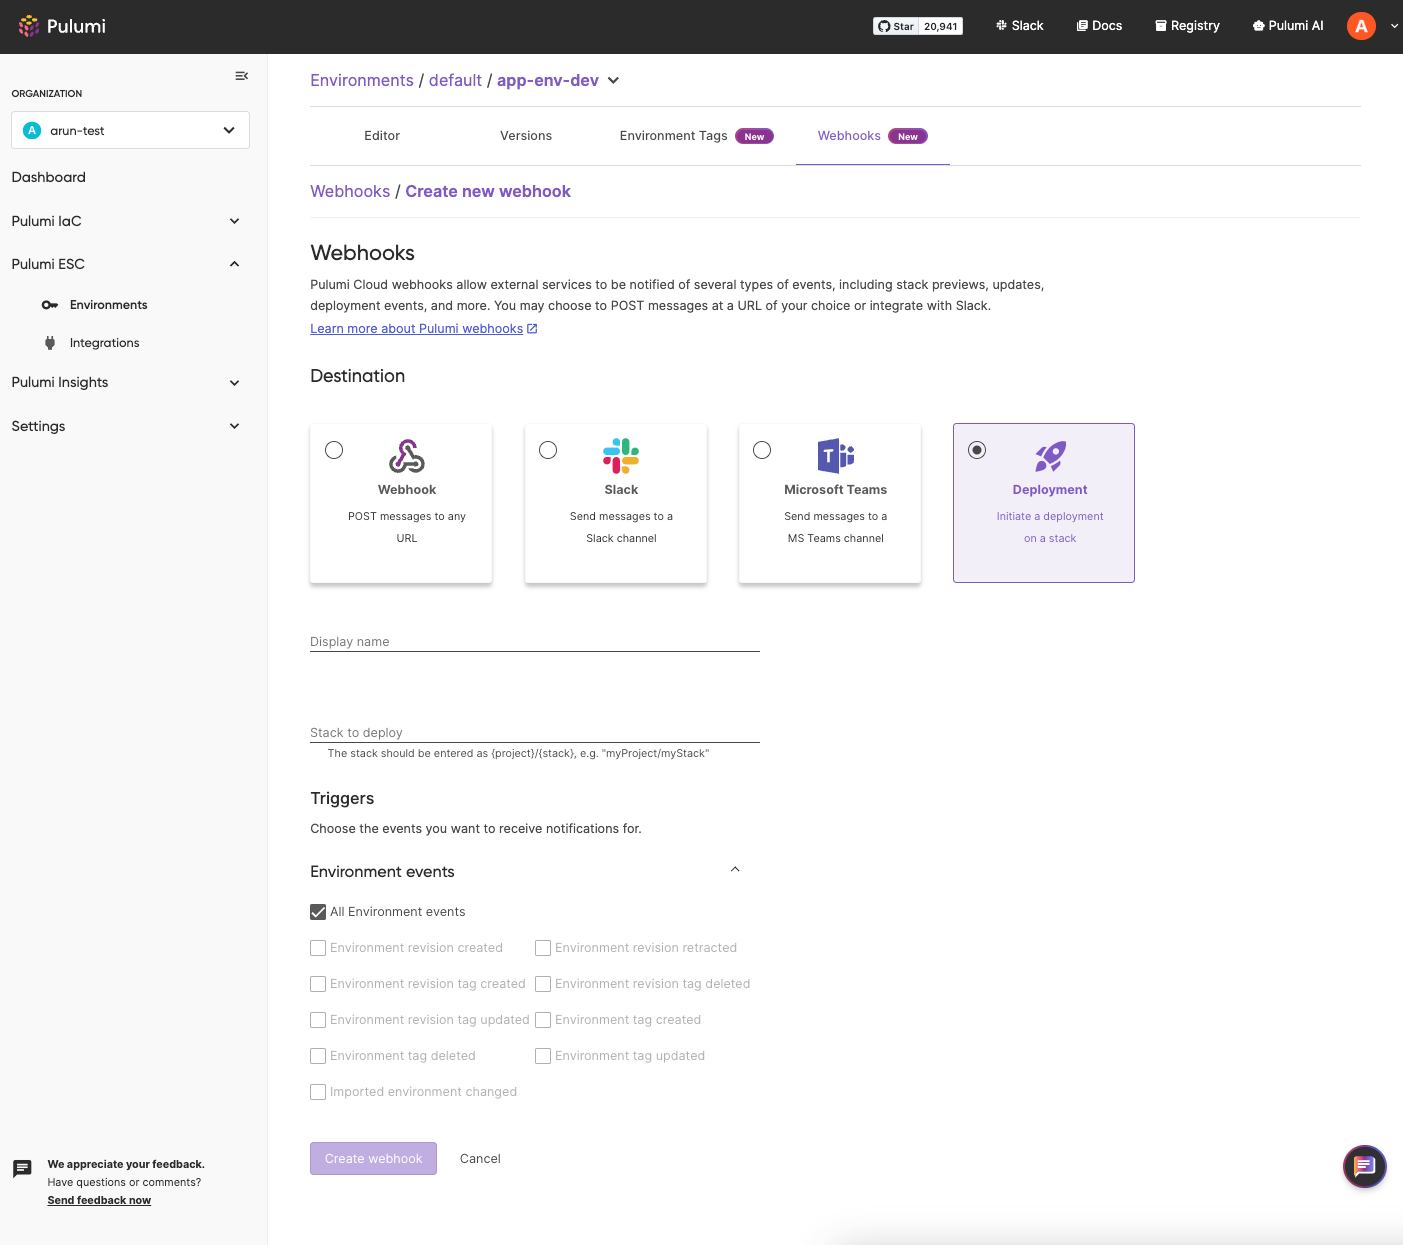 Pulumi
Star 20,941
Slack
Docs
Registry
Pulumi AI
A
ORGANIZATION
A arun-test
Dashboard
Pulumi IaC
Pulumi ESC
Environments
Integrations
Pulumi Insights
Settings
We appreciate your feedback.
Have questions or comments?
Send feedback now
Environments / default / app-env-dev
Editor
Versions
Environment Tags New
Webhooks New
Webhooks / Create new webhook
Webhooks
Pulumi Cloud webhooks allow external services to be notified of several types of events, including stack previews, updates,
deployment events, and more. You may choose to POST messages at a URL of your choice or integrate with Slack.
Learn more about Pulumi webhooks
Destination
Webhook
POST messages to any
URL
Slack
Send messages to a
Slack channel
T
Microsoft Teams
Send messages to a
MS Teams channel
Deployment
Initiate a deployment
on a stack
Display name
Stack to deploy
The stack should be entered as {project}/{stack}, e.g. "myProject/myStack"
Triggers
Choose the events you want to receive notifications for.
Environment events
All Environment events
Environment revision created
Environment revision retracted
Environment revision tag created
Environment revision tag deleted
Environment revision tag updated
Environment tag created
Environment tag deleted
Environment tag updated
Imported environment changed
Create webhook
Cancel